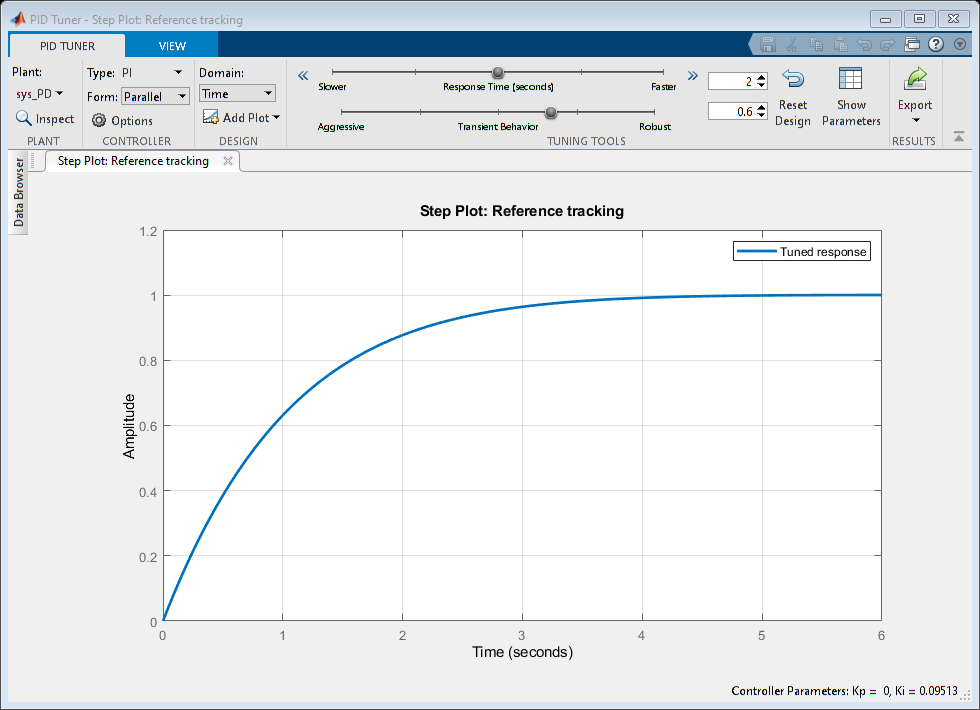 PID Tuner - Step Plot: Reference tracking
PID TUNER VIEW
Plant:
sys_PD
Inspect
PLANT
Type: PI
Form: Parallel
Options
CONTROLLER
Domain:
Time
Add Plot
DESIGN
Slower Response Time (seconds) Faster
2
Aggressive Transient Behavior Robust
0.6
Reset
Design
Show
Parameters
TUNING TOOLS
Export
RESULTS
Data Browser
Step Plot: Reference tracking
Step Plot: Reference tracking
Tuned response
1.2
1
0.8
0.6
0.4
0.2
0
Amplitude
0 1 2 3 4 5 6
Time (seconds)
Controller Parameters: Kp = 0, Ki = 0.09513